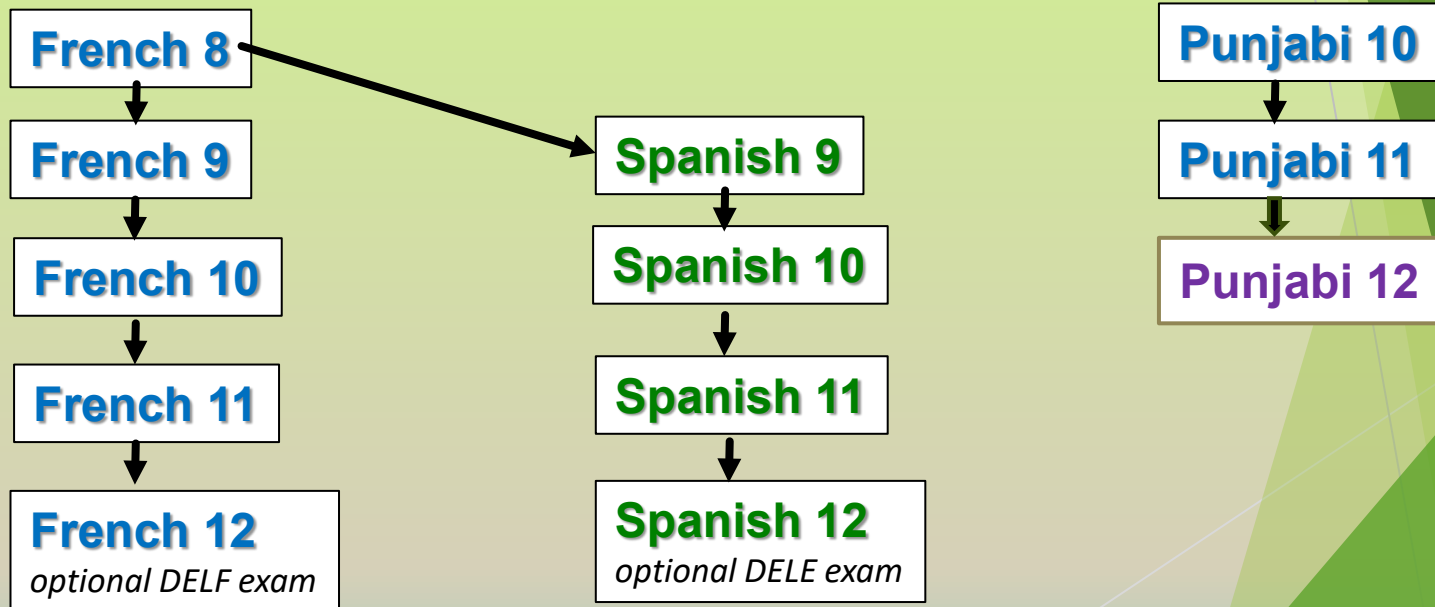 French 8
French 9
French 10
French 11
French 12
optional DELF exam
Spanish 9
Spanish 10
Spanish 11
Spanish 12
optional DELE exam
Punjabi 10
Punjabi 11
Punjabi 12